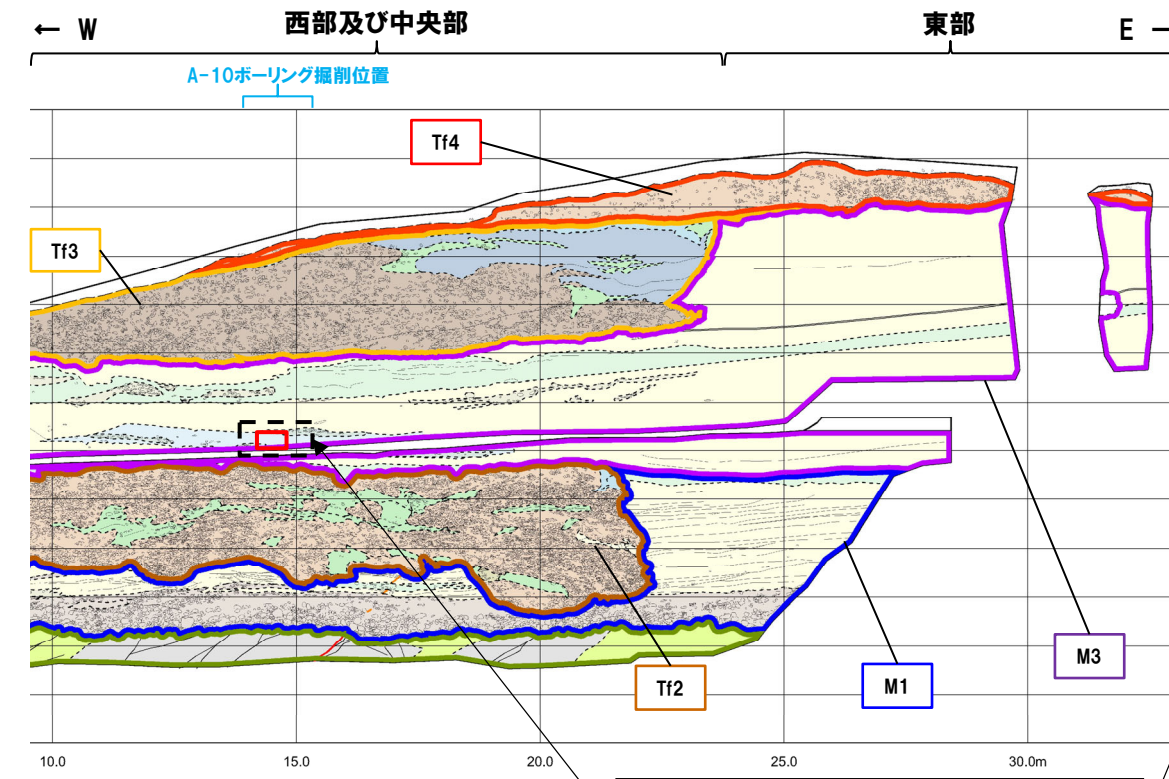 ← W
西部及び中央部
東部
E →
A-10ボーリング掘削位置
Tf4
Tf3
M3
M1
Tf2
10.0
15.0
20.0
25.0
30.0m